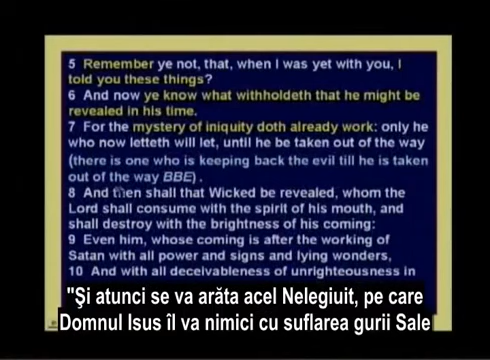 5 Remember ye not, that, when I was yet with you, I
told you these things?
6 And now ye know what withholdeth that he might be
revealed in his time.
7 For the mystery of iniquity doth already work: only he
who now letteth will let, until he be taken out of the way
(there is one who is keeping back the evil till he is taken
out of the way BBE) .
8 And then shall that Wicked be revealed, whom the
Lord shall consume with the spirit of his mouth, and
shall destroy with the brightness of his coming:
9 Even him, whose coming is after the working of
Satan with all power and signs and lying wonders,
10 And with all deceivableness of unrighteousness in
"Şi atunci se va arăta acel Nelegiuit, pe care
Domnul Isus îl va nimici cu suflarea gurii Sale